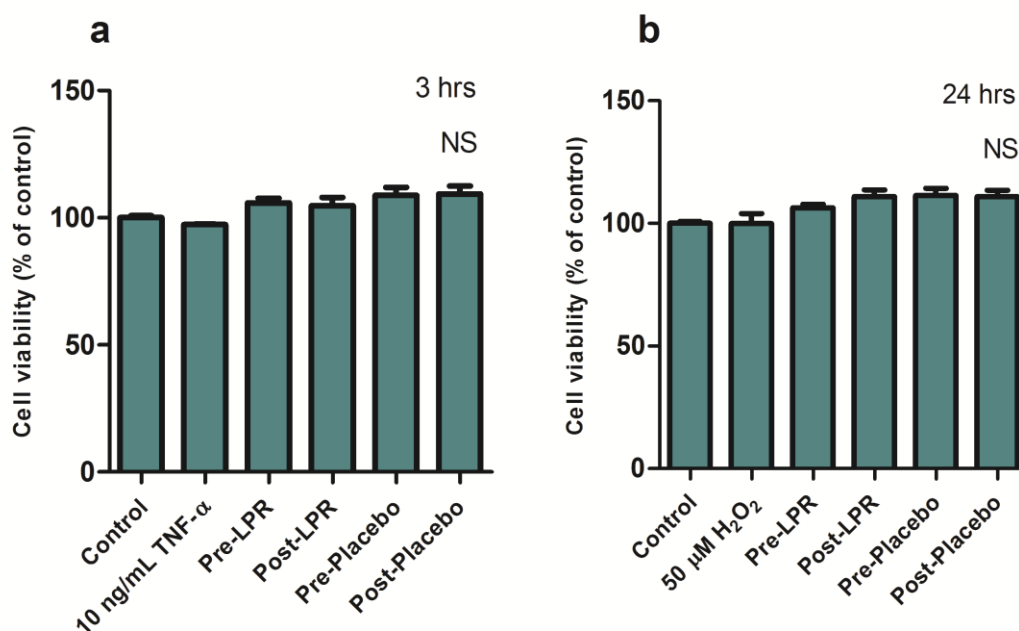 a
3 hrs
NS
Cell viability (% of control)
150
100
50
0
Control
10 ng/mL TNF-α
Pre-LPR
Post-LPR
Pre-Placebo
Post-Placebo
b
24 hrs
NS
Cell viability (% of control)
150
100
50
0
Control
50 µM H₂O₂
Pre-LPR
Post-LPR
Pre-Placebo
Post-Placebo